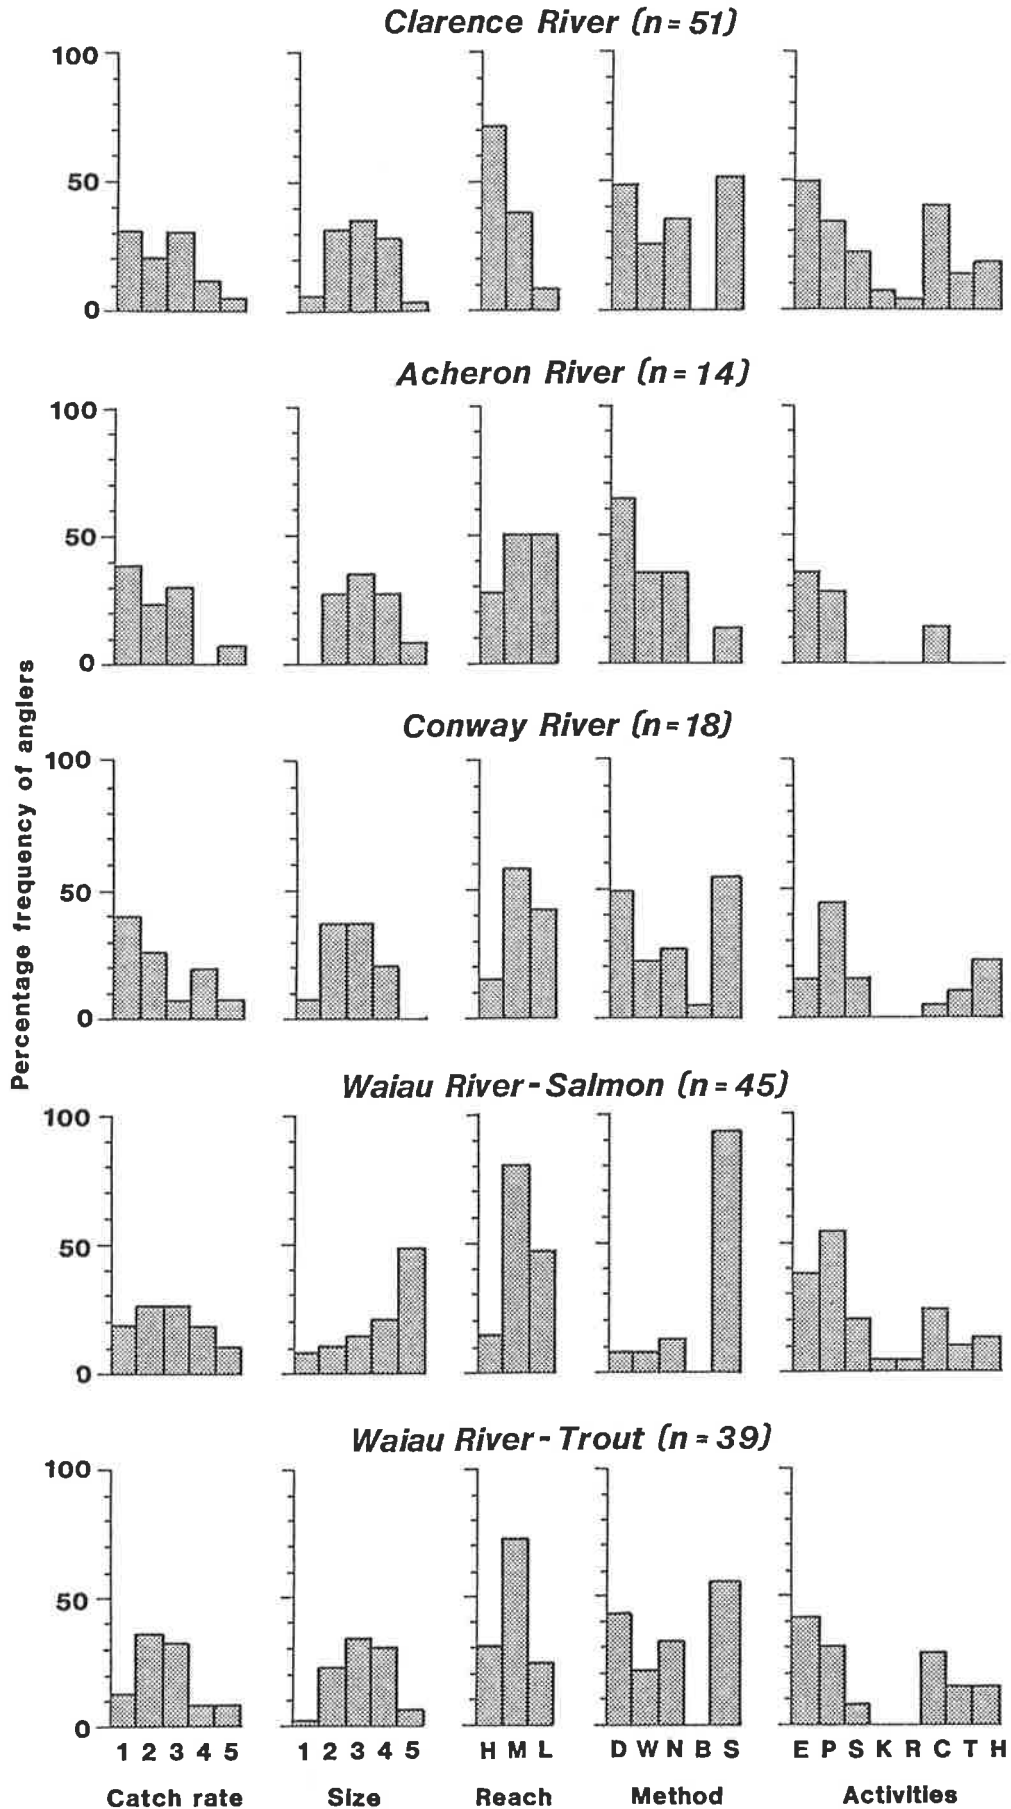 Clarence River (n=51)
100
50
0
Acheron River (n=14)
100
50
0
Conway River (n=18)
100
50
0
Waiau River-Salmon (n=45)
100
50
0
Waiau River-Trout (n=39)
100
50
0
Percentage frequency of anglers
1 2 3 4 5 1 2 3 4 5 H M L D W N B S E P S K R C T H
Catch rate Size Reach Method Activities